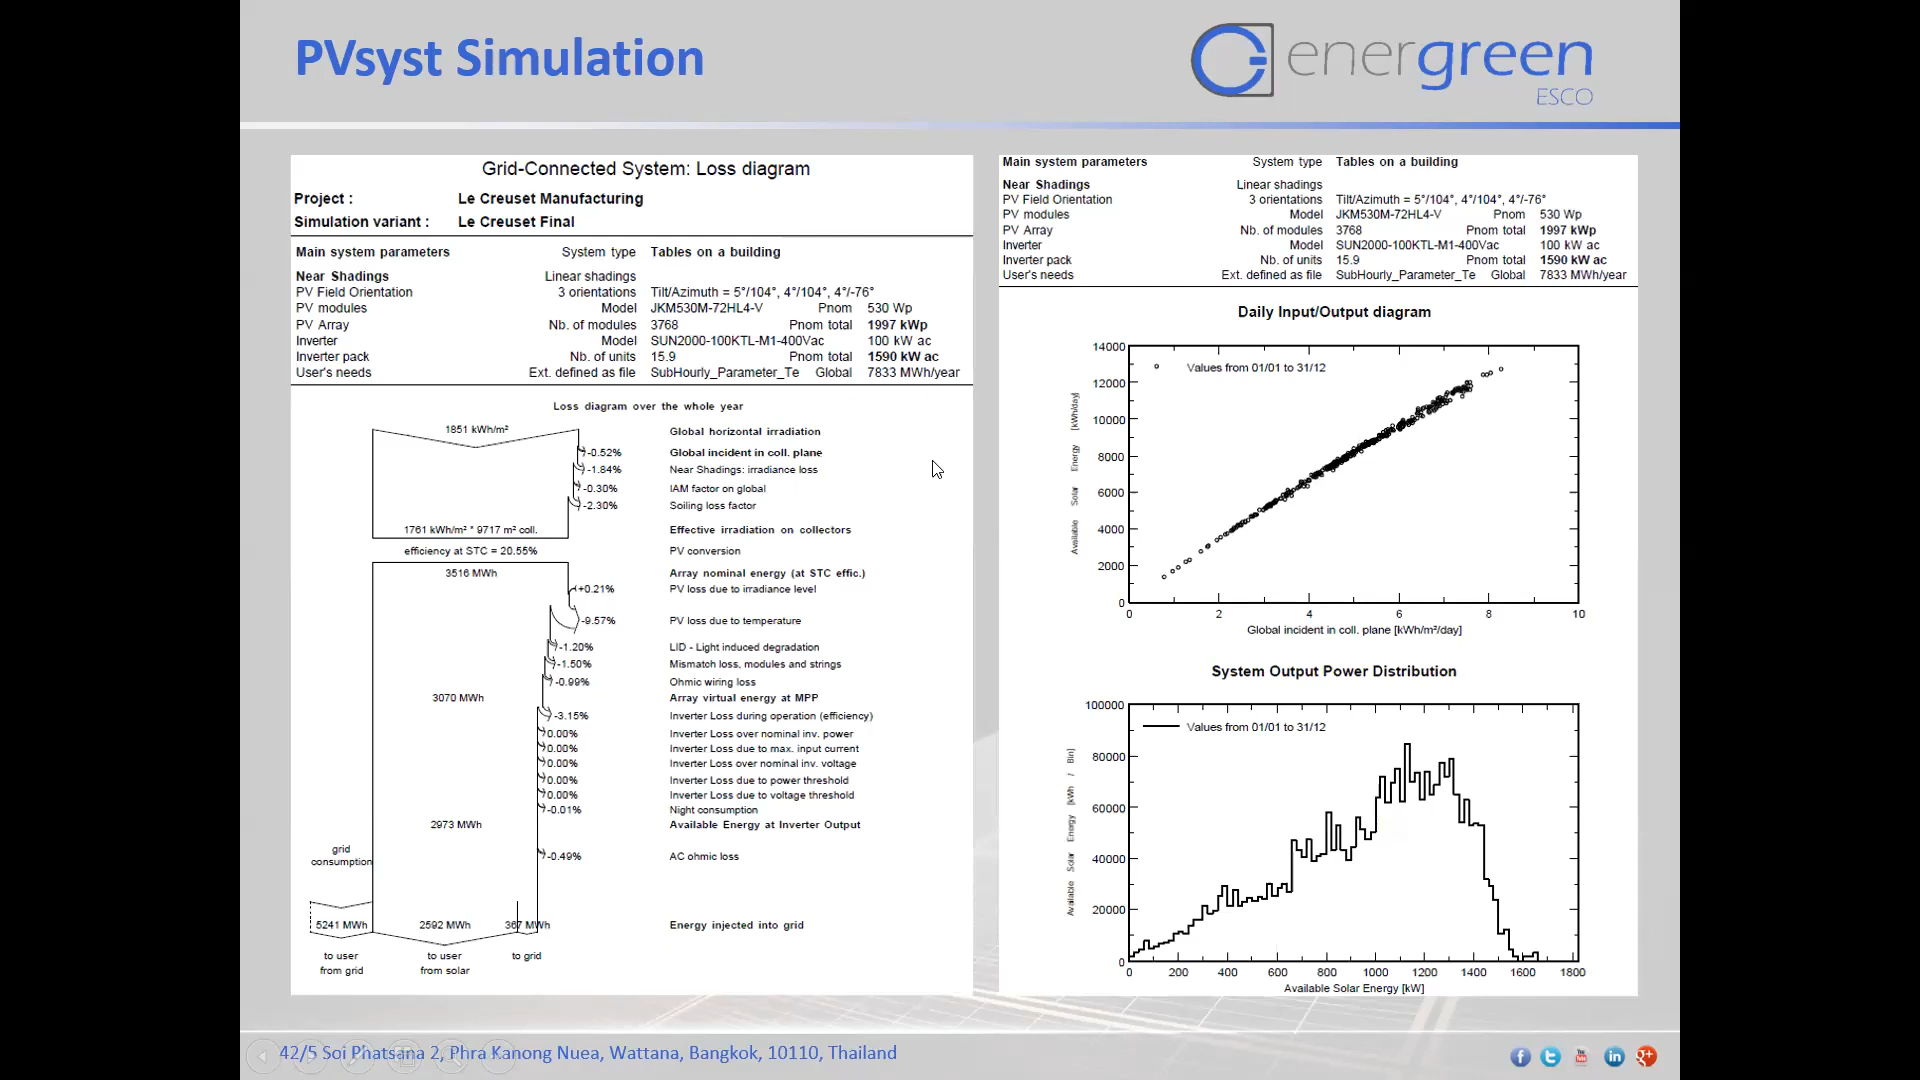 PVsyst Simulation
energreen
ESCO
Grid-Connected System: Loss diagram
Project : Le Creuset Manufacturing
Simulation variant : Le Creuset Final
Main system parameters System type Tables on a building
Near Shadings Linear shadings
PV Field Orientation 3 orientations Tilt/Azimuth = 5°/104°, 4°/104°, 4°/-76°
PV modules Model JKM530M-72HL4-V Pnom 530 Wp
PV Array Nb. of modules 3768 Pnom total 1997 kWp
Inverter Model SUN2000-100KTL-M1-400Vac 100 kW ac
Inverter pack Nb. of units 15.9 Pnom total 1590 kW ac
User's needs Ext. defined as file SubHourly_Parameter_Te Global 7833 MWh/year
Loss diagram over the whole year
1851 kWh/m² Global horizontal irradiation
-0.52% Global incident in coll. plane
-1.84% Near Shadings: irradiance loss
-0.30% IAM factor on global
-2.30% Soiling loss factor
1761 kWh/m² * 9717 m² coll. Effective irradiation on collectors
efficiency at STC = 20.55% PV conversion
3516 MWh Array nominal energy (at STC effic.)
+0.21% PV loss due to irradiance level
-9.57% PV loss due to temperature
-1.20% LID - Light induced degradation
-1.50% Mismatch loss, modules and strings
-0.99% Ohmic wiring loss
3070 MWh Array virtual energy at MPP
-3.15% Inverter Loss during operation (efficiency)
0.00% Inverter Loss over nominal inv. power
0.00% Inverter Loss due to max. input current
0.00% Inverter Loss over nominal inv. voltage
0.00% Inverter Loss due to power threshold
0.00% Inverter Loss due to voltage threshold
-0.01% Night consumption
2973 MWh Available Energy at Inverter Output
grid
consumption
-0.49% AC ohmic loss
5241 MWh 2592 MWh 367 MWh Energy injected into grid
to user to user to grid
from grid from solar
Main system parameters System type Tables on a building
Near Shadings Linear shadings
PV Field Orientation 3 orientations Tilt/Azimuth = 5°/104°, 4°/104°, 4°/-76°
PV modules Model JKM530M-72HL4-V Pnom 530 Wp
PV Array Nb. of modules 3768 Pnom total 1997 kWp
Inverter Model SUN2000-100KTL-M1-400Vac 100 kW ac
Inverter pack Nb. of units 15.9 Pnom total 1590 kW ac
User's needs Ext. defined as file SubHourly_Parameter_Te Global 7833 MWh/year
Daily Input/Output diagram
Values from 01/01 to 31/12
Available Solar Energy [kWh/day]
14000
12000
10000
8000
6000
4000
2000
0
0 2 4 6 8 10
Global incident in coll. plane [kWh/m²/day]
System Output Power Distribution
Values from 01/01 to 31/12
Available Solar Energy [kWh / Bin]
100000
80000
60000
40000
20000
0
0 200 400 600 800 1000 1200 1400 1600 1800
Available Solar Energy [kW]
42/5 Soi Phatsana 2, Phra Kanong Nuea, Wattana, Bangkok, 10110, Thailand